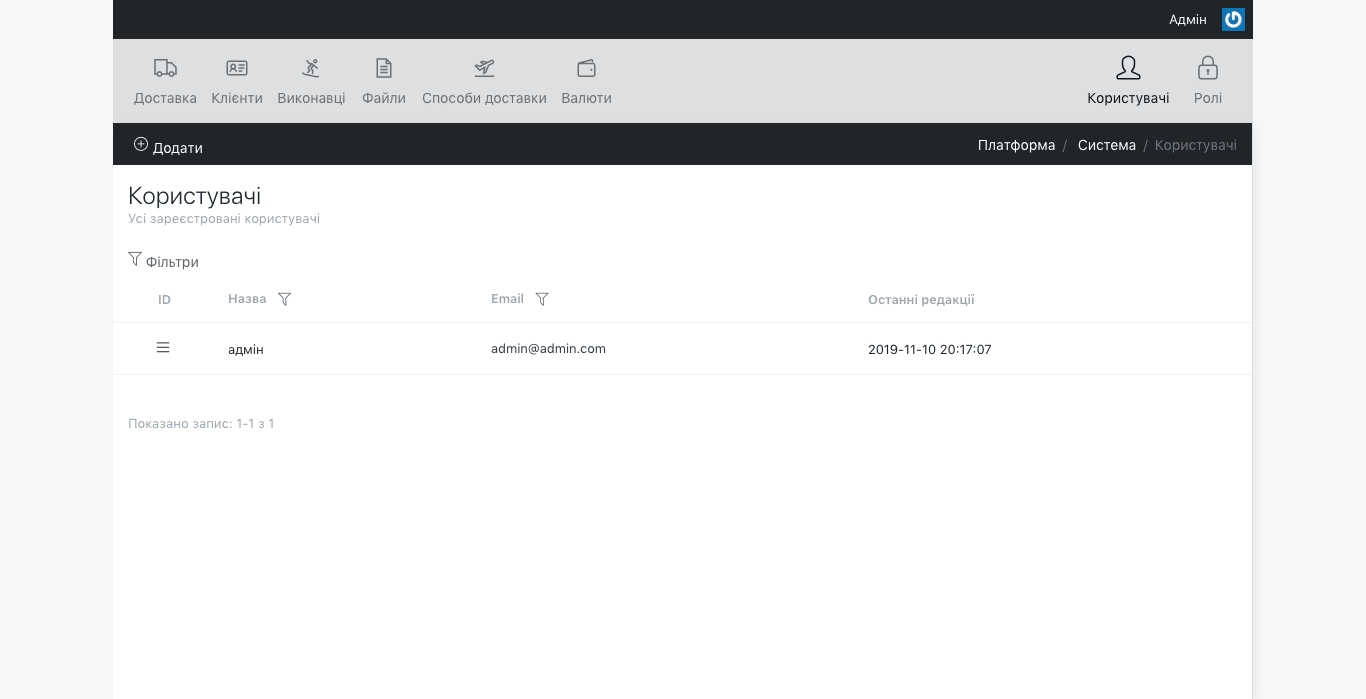 Адмін
Доставка Клієнти Виконавці Файли Способи доставки Валюти Користувачі Ролі
Додати Платформа / Система / Користувачі
Користувачі
Усі зареєстровані користувачі
Фільтри
ID Назва Email Останні редакції
адмін admin@admin.com 2019-11-10 20:17:07
Показано запис: 1-1 з 1